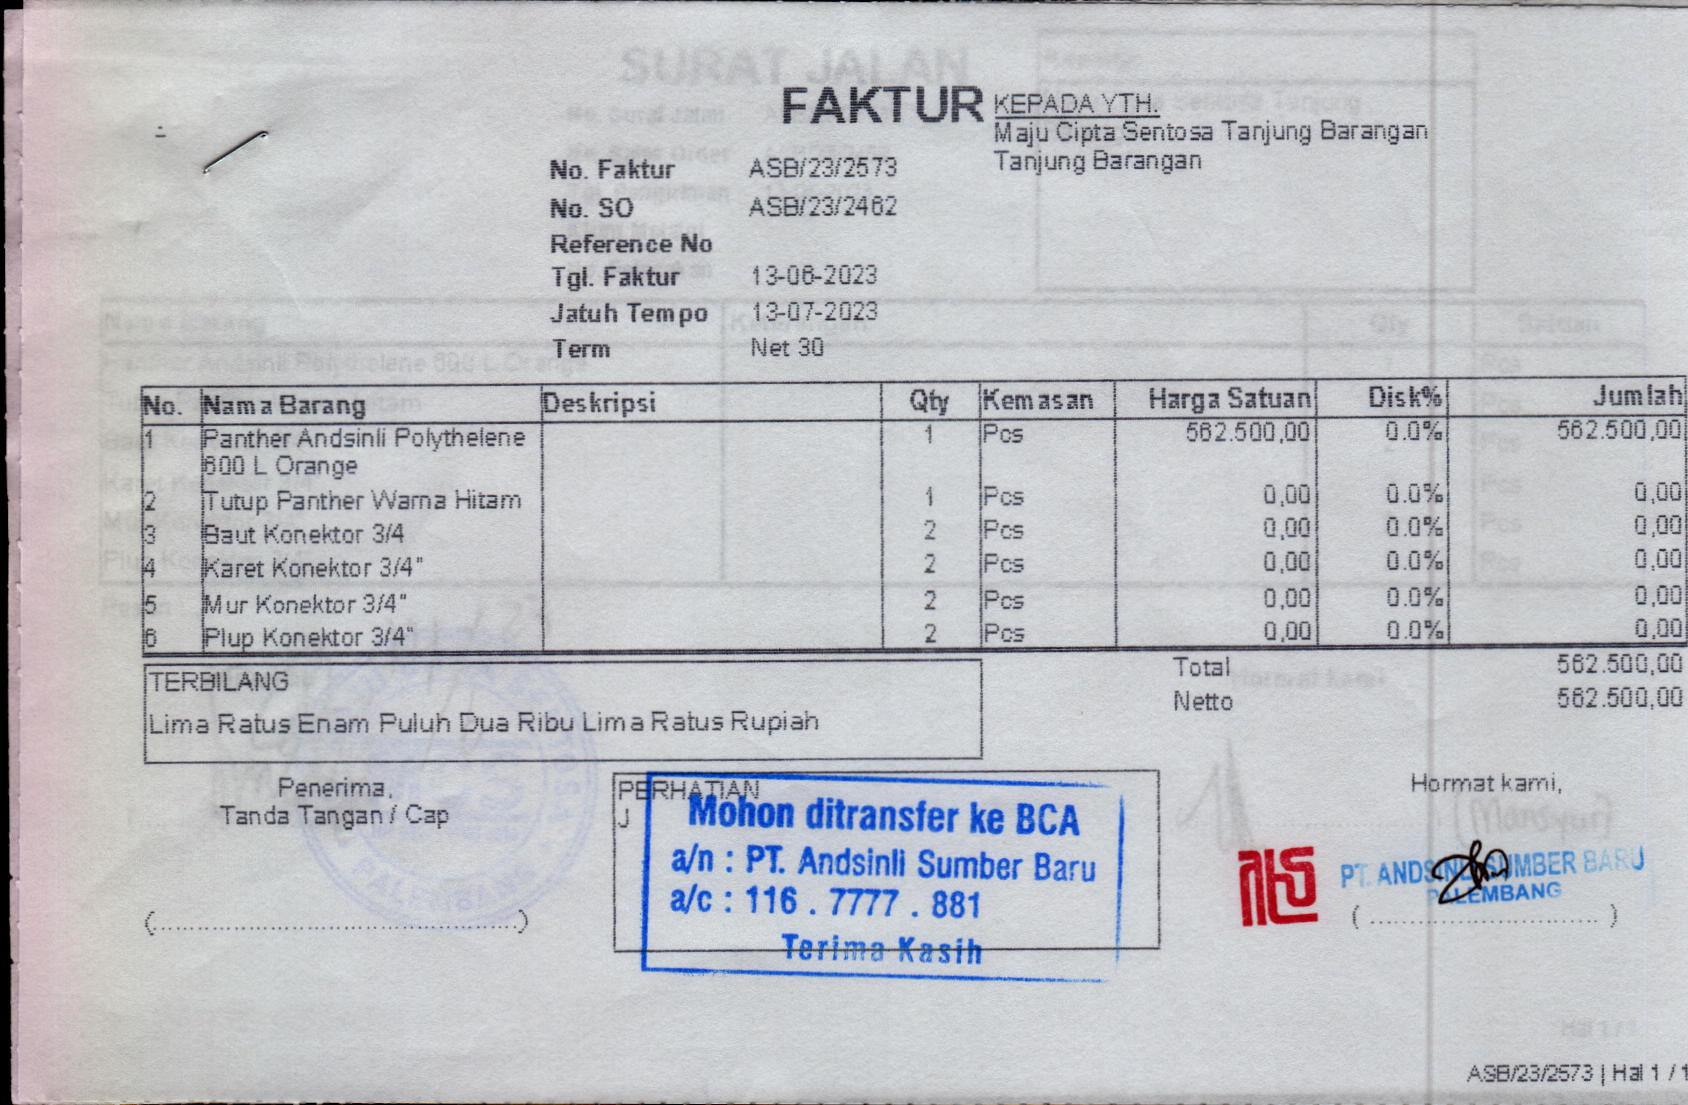 FAKTUR
KEPADA YTH.
Maju Cipta Sentosa Tanjung Barangan
Tanjung Barangan
No. Faktur ASB/23/2573
No. SO ASB/23/2462
Reference No
Tgl. Faktur 13-06-2023
Jatuh Tempo 13-07-2023
Term Net 30
No. Nama Barang Deskripsi Qty Kemasan Harga Satuan Disk% Jumlah
1 Panther Andsinli Polythelene 1 Pcs 562.500,00 0.0% 562.500,00
600 L Orange
2 Tutup Panther Warna Hitam 1 Pcs 0,00 0.0% 0,00
3 Baut Konektor 3/4 2 Pcs 0,00 0.0% 0,00
4 Karet Konektor 3/4" 2 Pcs 0,00 0.0% 0,00
5 Mur Konektor 3/4" 2 Pcs 0,00 0.0% 0,00
6 Plup Konektor 3/4" 2 Pcs 0,00 0.0% 0,00
Total 562.500,00
Netto 562.500,00
TERBILANG
Lima Ratus Enam Puluh Dua Ribu Lima Ratus Rupiah
Penerima,
Tanda Tangan / Cap
(........................................)
PERHATIAN
J
Mohon ditransfer ke BCA
a/n : PT. Andsinli Sumber Baru
a/c : 116 . 7777 . 881
Terima Kasih
Hormat kami,
PT. ANDSINLI SUMBER BARU
PALEMBANG
( ............................ )
SURAT JALAN
PALEMBANG
ASB/23/2573 | Hal 1 / 1